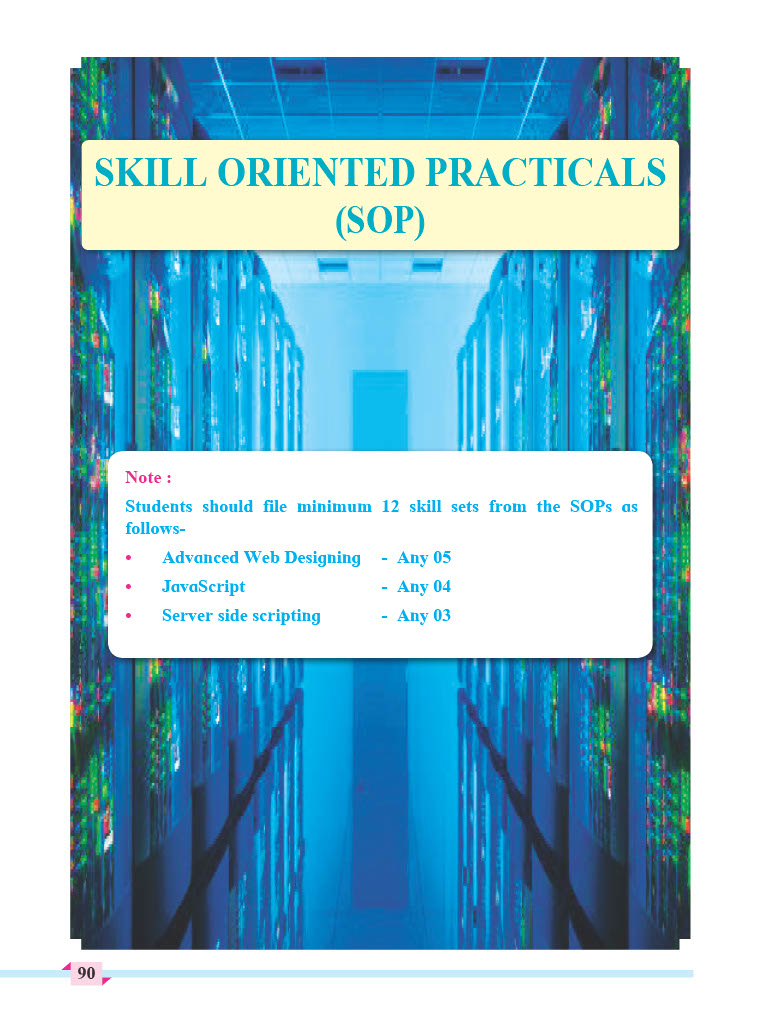 SKILL ORIENTED PRACTICALS
(SOP)
Note :
Students should file minimum 12 skill sets from the SOPs as
follows-
• Advanced Web Designing - Any 05
• JavaScript - Any 04
• Server side scripting - Any 03
90